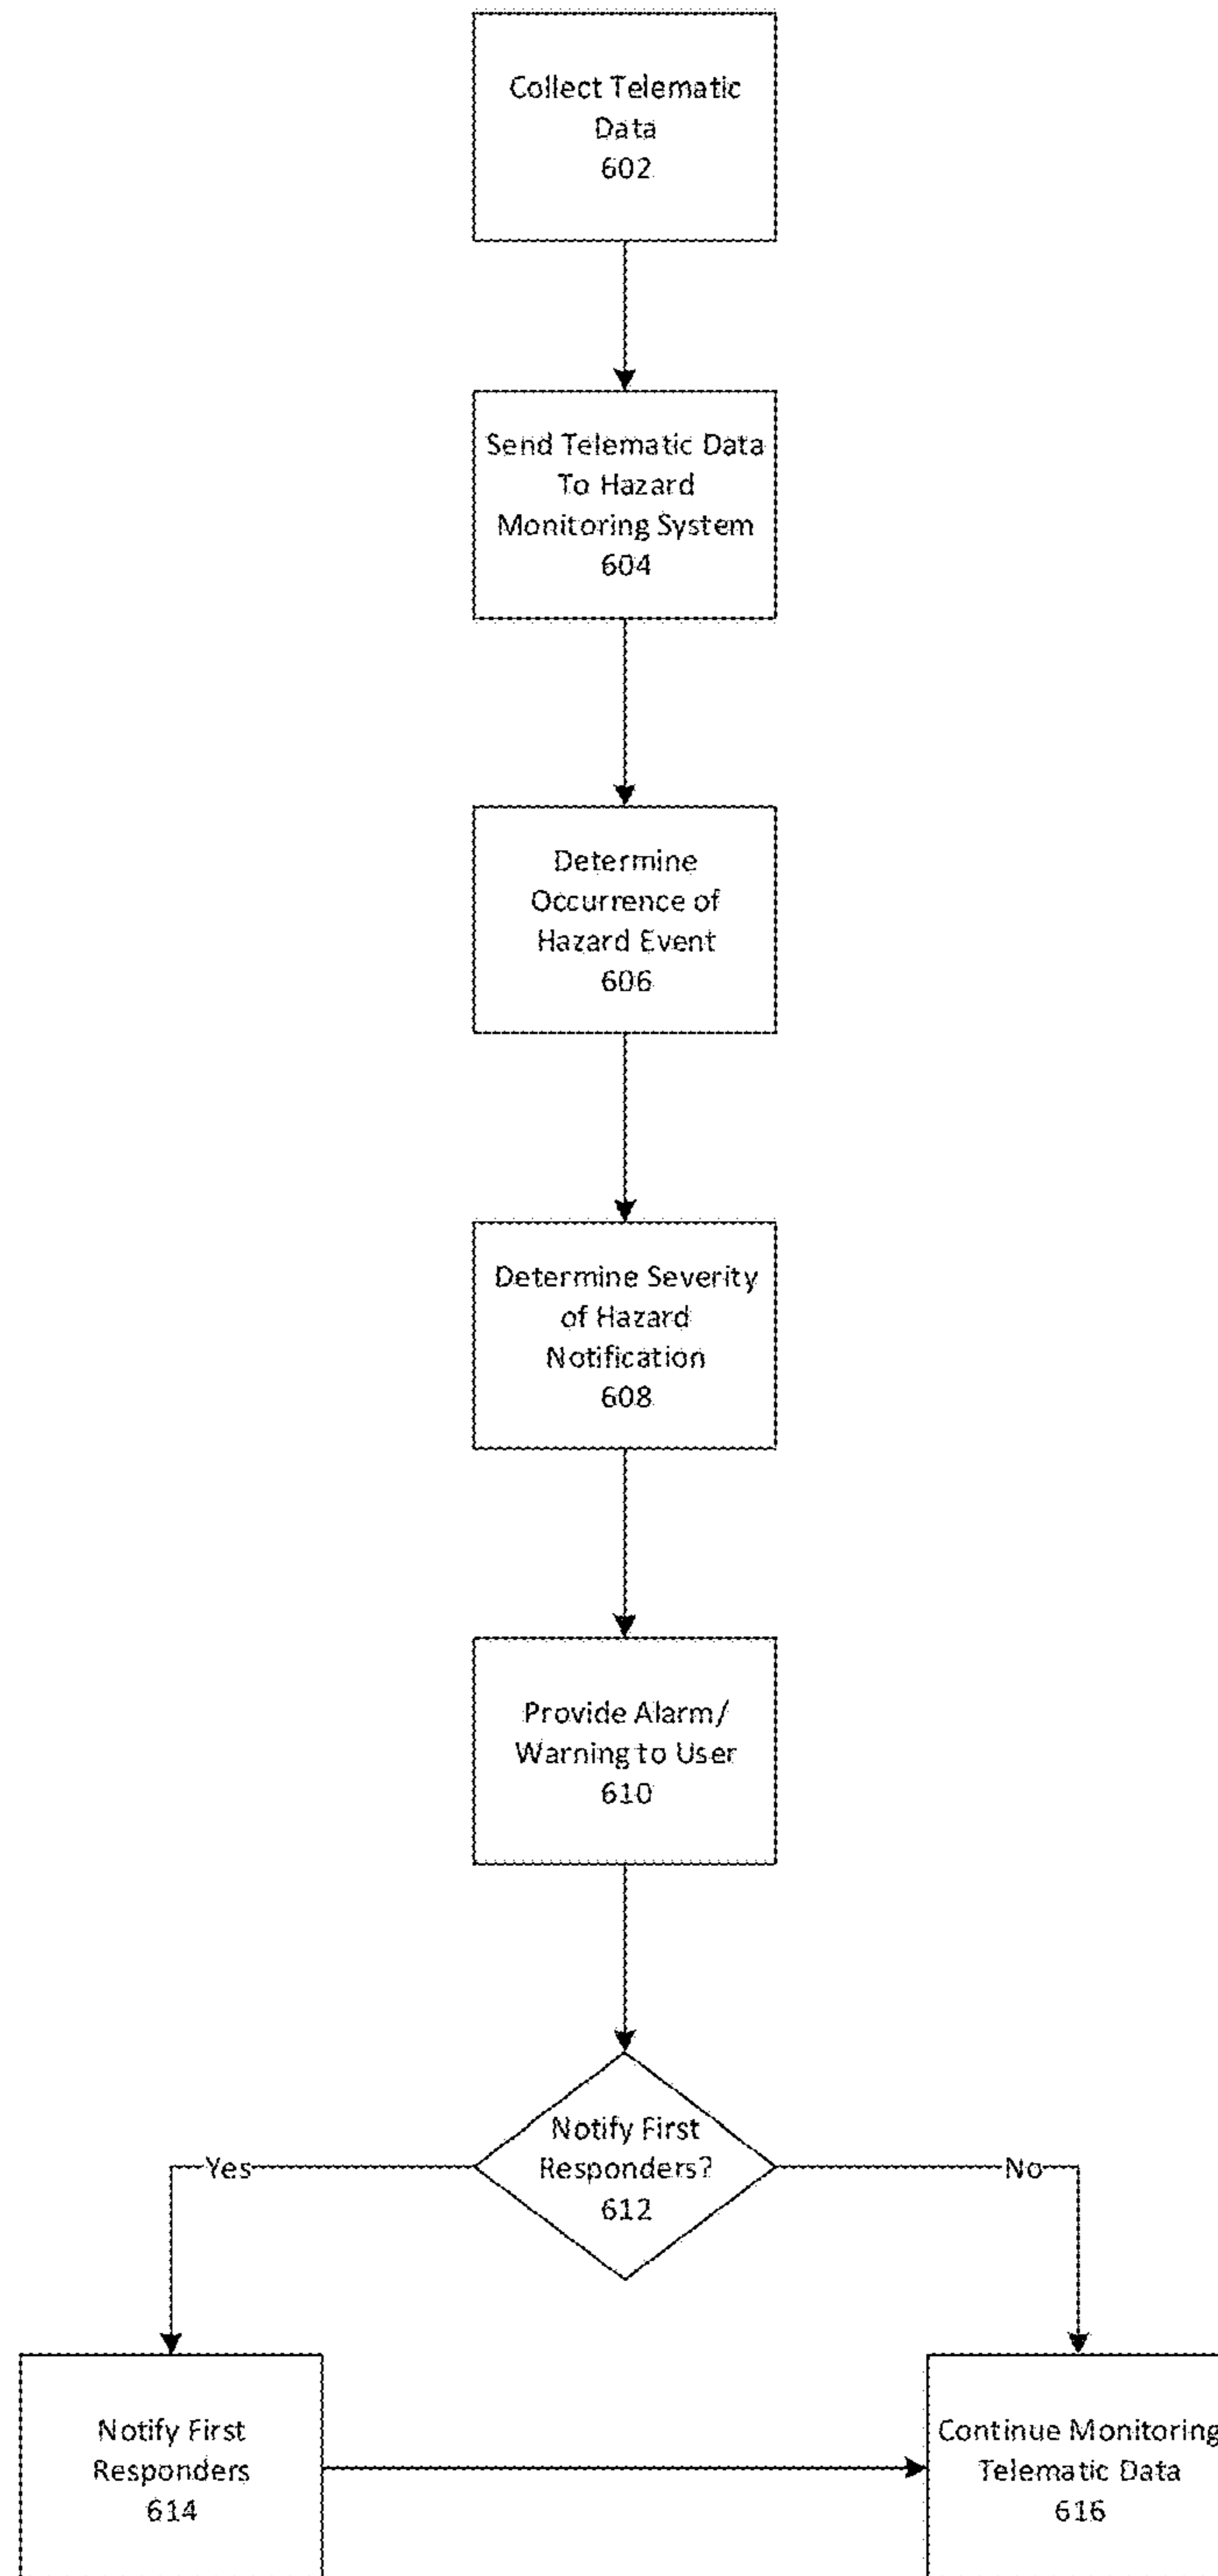 Collect Telematic
Data
602
Send Telematic Data
To Hazard
Monitoring System
604
Determine
Occurrence of
Hazard Event
606
Determine Severity
of Hazard
Notification
608
Provide Alarm/
Warning to User
610
Notify First
Responders?
612
Yes
No
Notify First
Responders
614
Continue Monitoring
Telematic Data
616